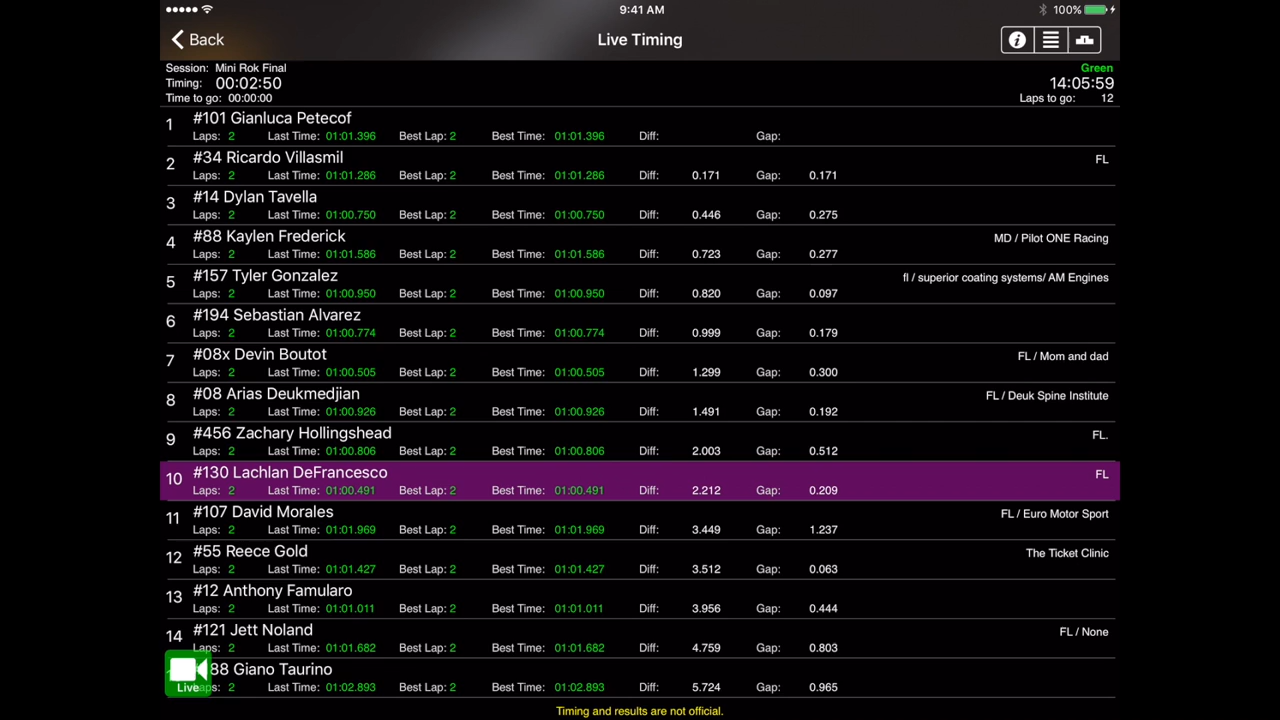 9:41 AM
100%
Back
Live Timing
Session: Mini Rok Final
Green
Timing: 00:02:50
14:05:59
Time to go: 00:00:00
Laps to go: 12
1 #101 Gianluca Petecof
Laps: 2 Last Time: 01:01.396 Best Lap: 2 Best Time: 01:01.396 Diff: Gap:
2 #34 Ricardo Villasmil FL
Laps: 2 Last Time: 01:01.286 Best Lap: 2 Best Time: 01:01.286 Diff: 0.171 Gap: 0.171
3 #14 Dylan Tavella
Laps: 2 Last Time: 01:00.750 Best Lap: 2 Best Time: 01:00.750 Diff: 0.446 Gap: 0.275
4 #88 Kaylen Frederick MD / Pilot ONE Racing
Laps: 2 Last Time: 01:01.586 Best Lap: 2 Best Time: 01:01.586 Diff: 0.723 Gap: 0.277
5 #157 Tyler Gonzalez fl / superior coating systems/ AM Engines
Laps: 2 Last Time: 01:00.950 Best Lap: 2 Best Time: 01:00.950 Diff: 0.820 Gap: 0.097
6 #194 Sebastian Alvarez
Laps: 2 Last Time: 01:00.774 Best Lap: 2 Best Time: 01:00.774 Diff: 0.999 Gap: 0.179
7 #08x Devin Boutot FL / Mom and dad
Laps: 2 Last Time: 01:00.505 Best Lap: 2 Best Time: 01:00.505 Diff: 1.299 Gap: 0.300
8 #08 Arias Deukmedjian FL / Deuk Spine Institute
Laps: 2 Last Time: 01:00.926 Best Lap: 2 Best Time: 01:00.926 Diff: 1.491 Gap: 0.192
9 #456 Zachary Hollingshead FL.
Laps: 2 Last Time: 01:00.806 Best Lap: 2 Best Time: 01:00.806 Diff: 2.003 Gap: 0.512
10 #130 Lachlan DeFrancesco FL
Laps: 2 Last Time: 01:00.491 Best Lap: 2 Best Time: 01:00.491 Diff: 2.212 Gap: 0.209
11 #107 David Morales FL / Euro Motor Sport
Laps: 2 Last Time: 01:01.969 Best Lap: 2 Best Time: 01:01.969 Diff: 3.449 Gap: 1.237
12 #55 Reece Gold The Ticket Clinic
Laps: 2 Last Time: 01:01.427 Best Lap: 2 Best Time: 01:01.427 Diff: 3.512 Gap: 0.063
13 #12 Anthony Famularo
Laps: 2 Last Time: 01:01.011 Best Lap: 2 Best Time: 01:01.011 Diff: 3.956 Gap: 0.444
14 #121 Jett Noland FL / None
Laps: 2 Last Time: 01:01.682 Best Lap: 2 Best Time: 01:01.682 Diff: 4.759 Gap: 0.803
88 Giano Taurino
Live
2 Last Time: 01:02.893 Best Lap: 2 Best Time: 01:02.893 Diff: 5.724 Gap: 0.965
Timing and results are not official.